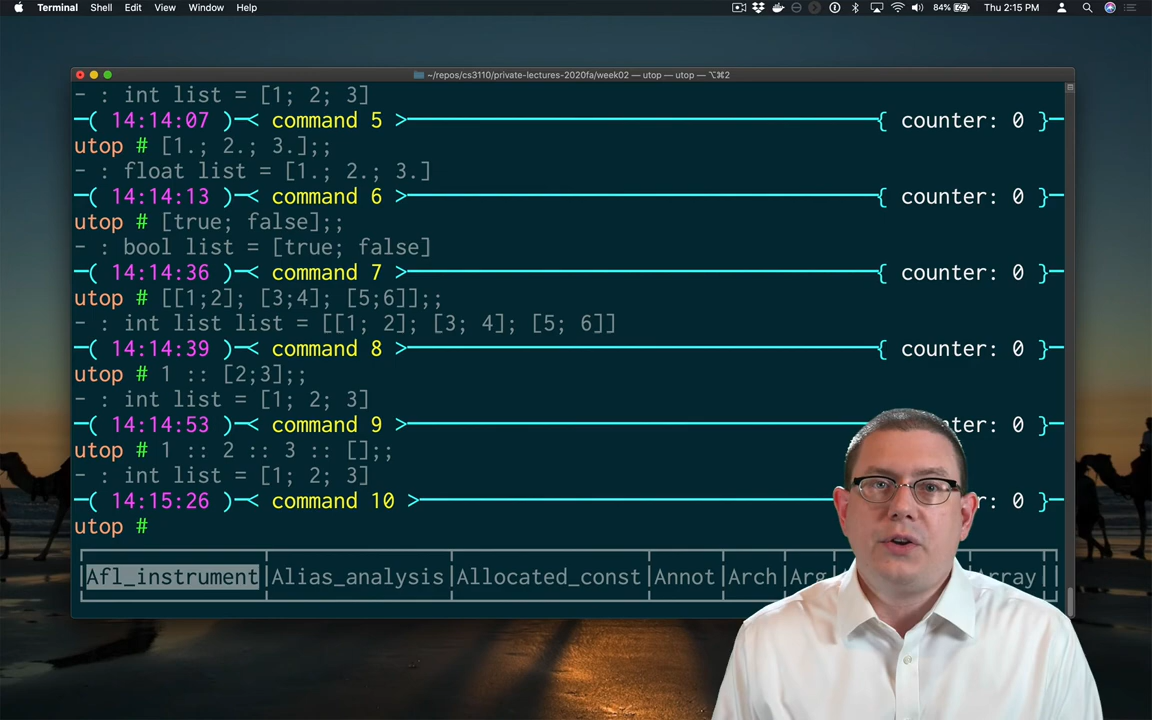 Terminal Shell Edit View Window Help 84% Thu 2:15 PM
~/repos/cs3110/private-lectures-2020fa/week02 — utop — utop — ⌥⌘2
- : int list = [1; 2; 3]
─( 14:14:07 )─< command 5 >─{ counter: 0 }─
utop # [1.; 2.; 3.];;
- : float list = [1.; 2.; 3.]
─( 14:14:13 )─< command 6 >─{ counter: 0 }─
utop # [true; false];;
- : bool list = [true; false]
─( 14:14:36 )─< command 7 >─{ counter: 0 }─
utop # [[1;2]; [3;4]; [5;6]];;
- : int list list = [[1; 2]; [3; 4]; [5; 6]]
─( 14:14:39 )─< command 8 >─{ counter: 0 }─
utop # 1 :: [2;3];;
- : int list = [1; 2; 3]
─( 14:14:53 )─< command 9 >─ nter: 0 }─
utop # 1 :: 2 :: 3 :: [];;
- : int list = [1; 2; 3]
─( 14:15:26 )─< command 10 >─ r: 0 }─
utop #
Afl_instrument Alias_analysis Allocated_const Annot Arch Arg Array